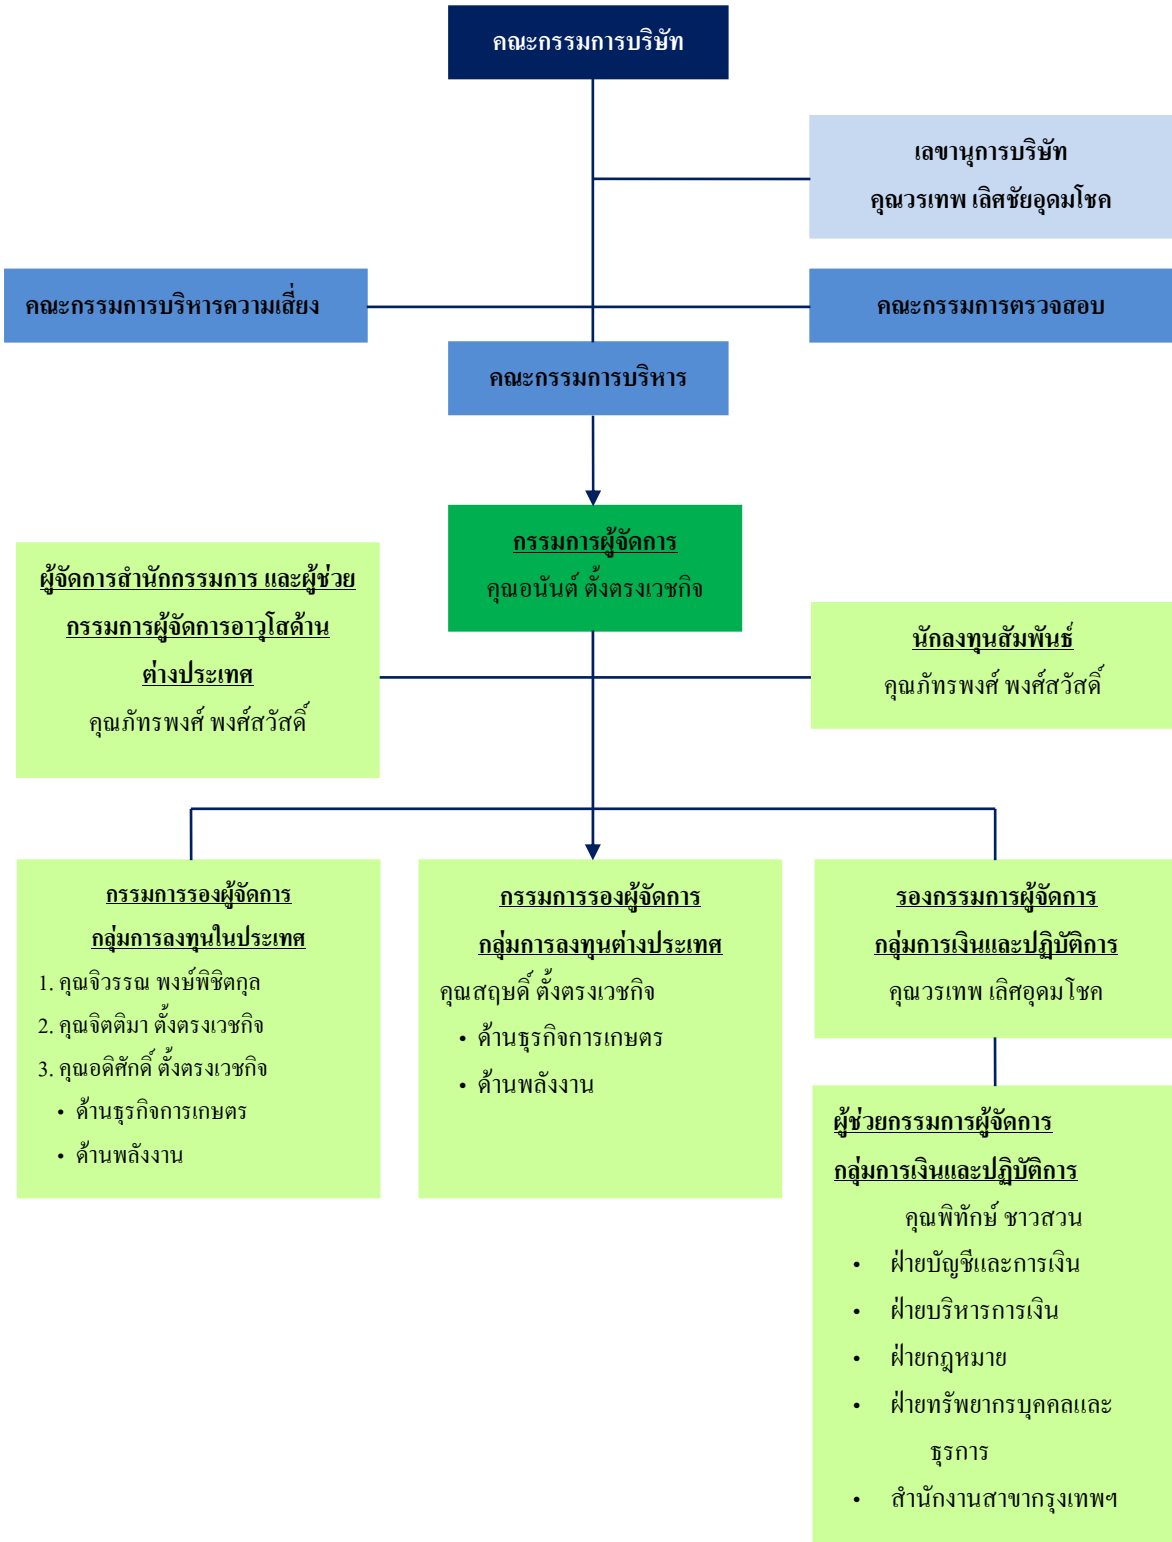 คณะกรรมการบริษัท
เลขานุการบริษัท
คุณวรเทพ เลิศชัยอุดมโชค
คณะกรรมการบริหารความเสี่ยง
คณะกรรมการตรวจสอบ
คณะกรรมการบริหาร
กรรมการผู้จัดการ
คุณอนันต์ ตั้งตรงเวชกิจ
ผู้จัดการสำนักกรรมการ และผู้ช่วย
กรรมการผู้จัดการอาวุโสด้าน
ต่างประเทศ
คุณภัทรพงศ์ พงศ์สวัสดิ์
นักลงทุนสัมพันธ์
คุณภัทรพงศ์ พงศ์สวัสดิ์
กรรมการรองผู้จัดการ
กลุ่มการลงทุนในประเทศ
1. คุณจิวรรณ พงษ์พิชิตกุล
2. คุณจิตติมา ตั้งตรงเวชกิจ
3. คุณอดิศักดิ์ ตั้งตรงเวชกิจ
• ด้านธุรกิจการเกษตร
• ด้านพลังงาน
กรรมการรองผู้จัดการ
กลุ่มการลงทุนต่างประเทศ
คุณสฤษดิ์ ตั้งตรงเวชกิจ
• ด้านธุรกิจการเกษตร
• ด้านพลังงาน
รองกรรมการผู้จัดการ
กลุ่มการเงินและปฏิบัติการ
คุณวรเทพ เลิศอุดมโชค
ผู้ช่วยกรรมการผู้จัดการ
กลุ่มการเงินและปฏิบัติการ
คุณพิทักษ์ ชาวสวน
• ฝ่ายบัญชีและการเงิน
• ฝ่ายบริหารการเงิน
• ฝ่ายกฎหมาย
• ฝ่ายทรัพยากรบุคคลและ
ธุรการ
• สำนักงานสาขากรุงเทพฯ